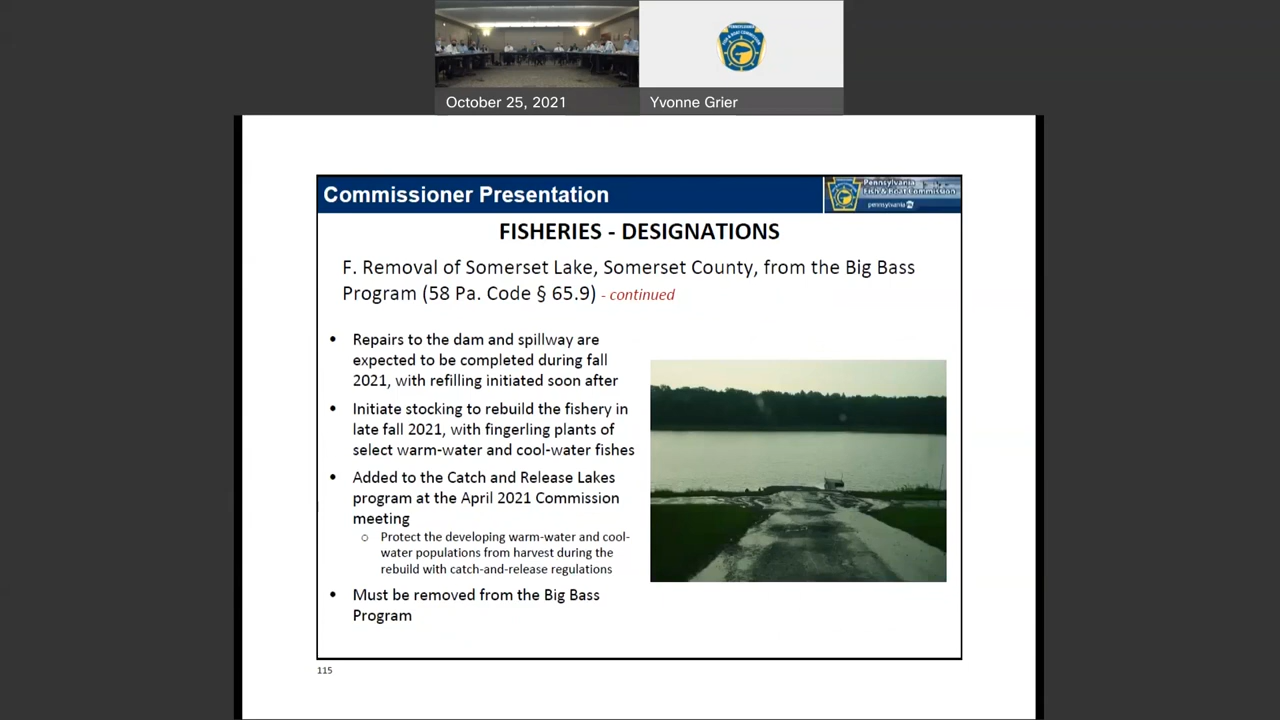 October 25, 2021
Yvonne Grier
Commissioner Presentation
Pennsylvania
Fish & Boat Commission
pennsylvania
FISHERIES - DESIGNATIONS
F. Removal of Somerset Lake, Somerset County, from the Big Bass
Program (58 Pa. Code § 65.9) - continued
• Repairs to the dam and spillway are
expected to be completed during fall
2021, with refilling initiated soon after
• Initiate stocking to rebuild the fishery in
late fall 2021, with fingerling plants of
select warm-water and cool-water fishes
• Added to the Catch and Release Lakes
program at the April 2021 Commission
meeting
○ Protect the developing warm-water and cool-
water populations from harvest during the
rebuild with catch-and-release regulations
• Must be removed from the Big Bass
Program
115